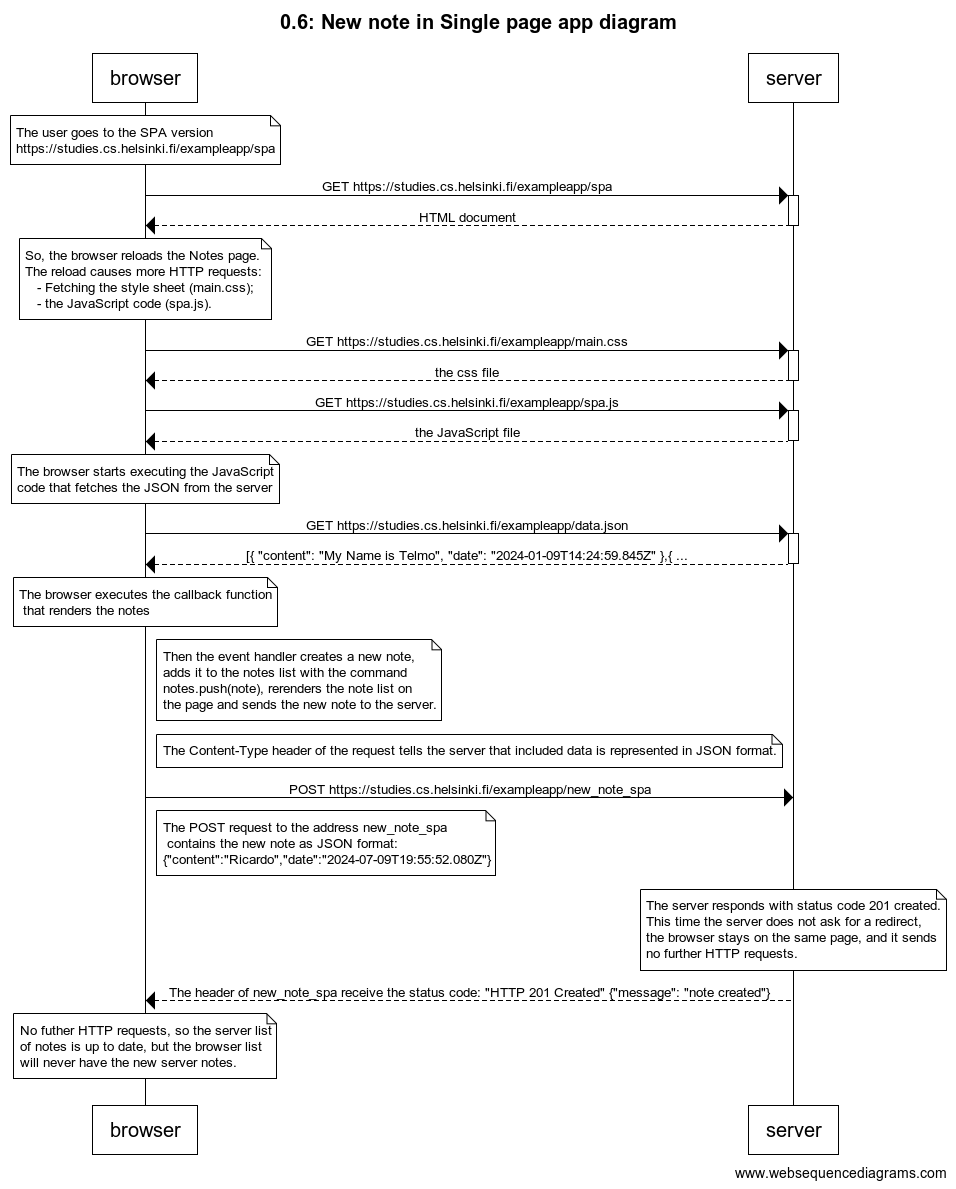 0.6: New note in Single page app diagram
browser
server
The user goes to the SPA version
https://studies.cs.helsinki.fi/exampleapp/spa
GET https://studies.cs.helsinki.fi/exampleapp/spa
HTML document
So, the browser reloads the Notes page.
The reload causes more HTTP requests:
- Fetching the style sheet (main.css);
- the JavaScript code (spa.js).
GET https://studies.cs.helsinki.fi/exampleapp/main.css
the css file
GET https://studies.cs.helsinki.fi/exampleapp/spa.js
the JavaScript file
The browser starts executing the JavaScript
code that fetches the JSON from the server
GET https://studies.cs.helsinki.fi/exampleapp/data.json
[{ "content": "My Name is Telmo", "date": "2024-01-09T14:24:59.845Z" },{ ...
The browser executes the callback function
that renders the notes
Then the event handler creates a new note,
adds it to the notes list with the command
notes.push(note), rerenders the note list on
the page and sends the new note to the server.
The Content-Type header of the request tells the server that included data is represented in JSON format.
POST https://studies.cs.helsinki.fi/exampleapp/new_note_spa
The POST request to the address new_note_spa
contains the new note as JSON format:
{"content":"Ricardo","date":"2024-07-09T19:55:52.080Z"}
The server responds with status code 201 created.
This time the server does not ask for a redirect,
the browser stays on the same page, and it sends
no further HTTP requests.
The header of new_note_spa receive the status code: "HTTP 201 Created" {"message": "note created"}
No futher HTTP requests, so the server list
of notes is up to date, but the browser list
will never have the new server notes.
browser
server
www.websequencediagrams.com